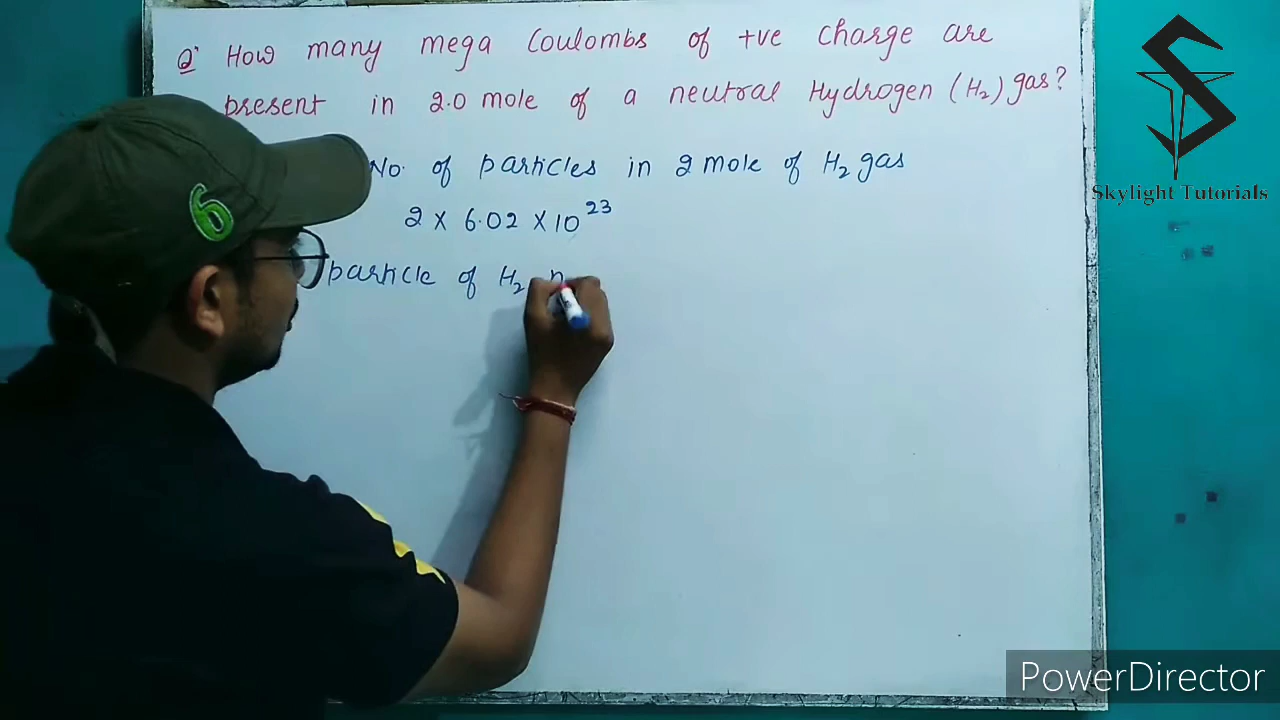 Q: How many mega Coulombs of +ve charge are
present in 2.0 mole of a neutral Hydrogen (H₂) gas?
No. of particles in 2 mole of H₂ gas
2 × 6.02 × 10²³
particle of H₂
6
Skylight Tutorials
PowerDirector